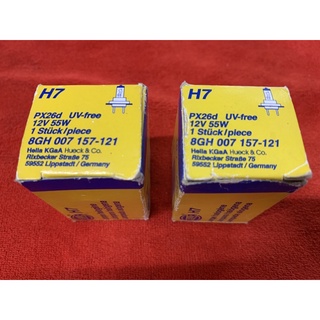 H7
PX26d UV-free
12V 55W
1 Stück/piece
8GH 007 157-121
Hella KGaA Hueck & Co.
Rixbecker Straße 75
59552 Lippstadt / Germany
H7
PX26d UV-free
12V 55W
1 Stück/piece
8GH 007 157-121
Hella KGaA Hueck & Co.
Rixbecker Straße 75
59552 Lippstadt / Germany